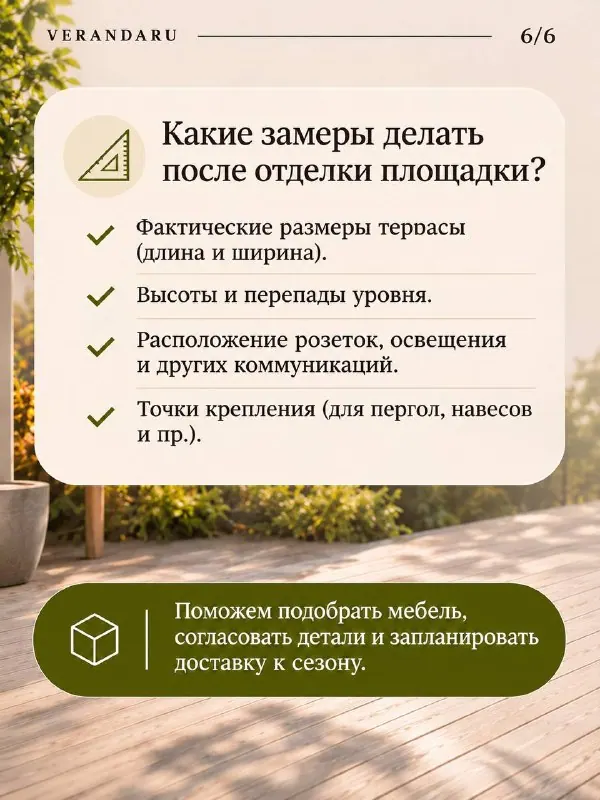 VERANDARU
6/6
Какие замеры делать
после отделки площадки?
Фактические размеры террасы
(длина и ширина).
Высоты и перепады уровня.
Расположение розеток, освещения
и других коммуникаций.
Точки крепления (для пергол, навесов
и пр.).
Поможем подобрать мебель,
согласовать детали и запланировать
доставку к сезону.